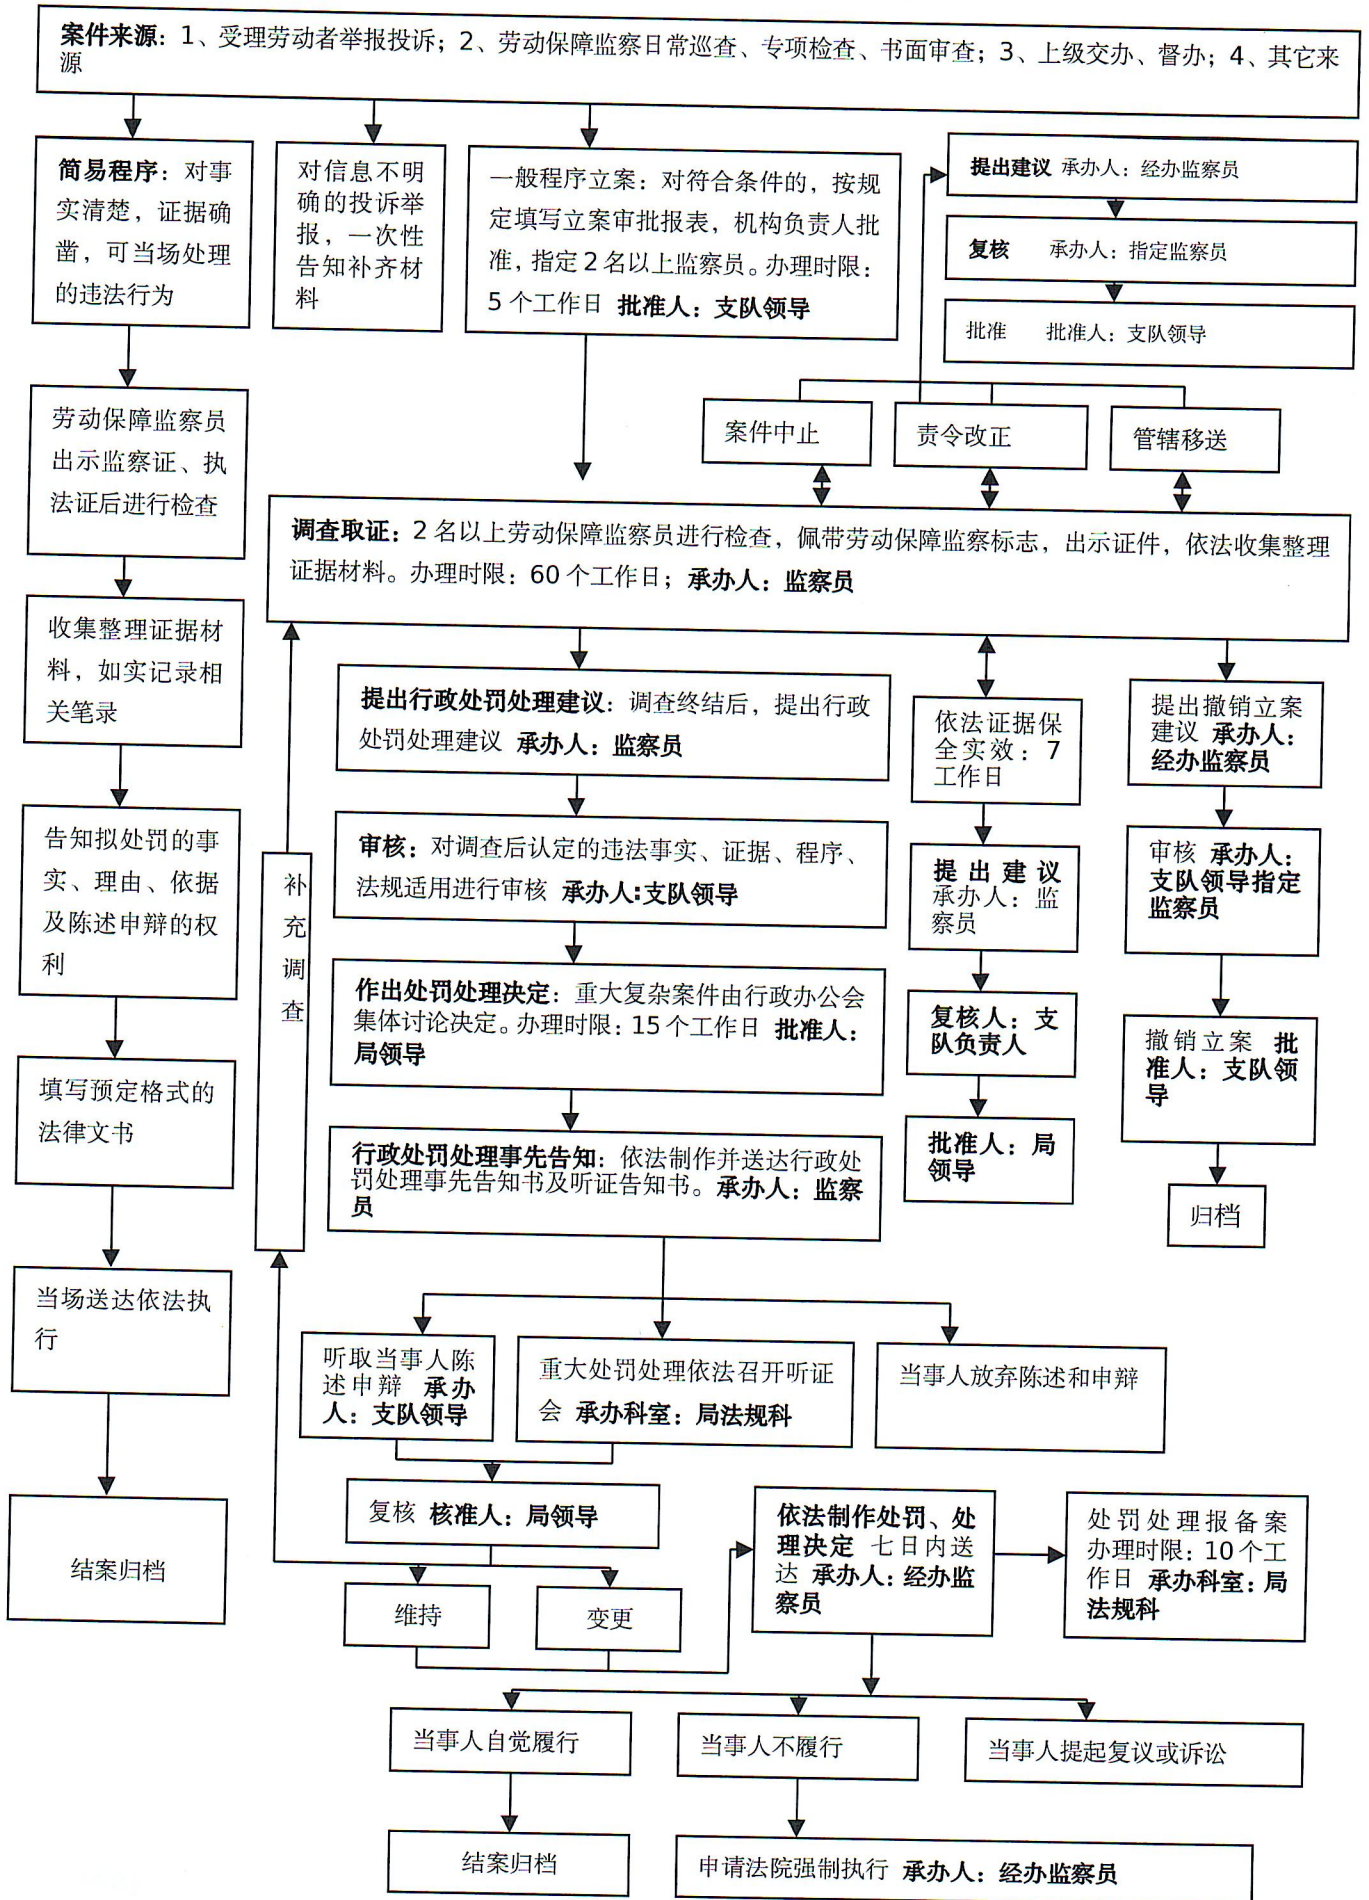 案件来源：1、受理劳动者举报投诉；2、劳动保障监察日常巡查、专项检查、书面审查；3、上级交办、督办；4、其它来
源
简易程序：对事
实清楚，证据确
凿，可当场处理
的违法行为
对信息不明
确的投诉举
报，一次性
告知补齐材
料
一般程序立案：对符合条件的，按规
定填写立案审批报表，机构负责人批
准，指定2名以上监察员。办理时限：
5个工作日 批准人：支队领导
提出建议 承办人：经办监察员
复核 承办人：指定监察员
批准 批准人：支队领导
案件中止
责令改正
管辖移送
劳动保障监察员
出示监察证、执
法证后进行检查
调查取证：2名以上劳动保障监察员进行检查，佩带劳动保障监察标志，出示证件，依法收集整理
证据材料。办理时限：60个工作日；承办人：监察员
收集整理证据材
料，如实记录相
关笔录
告知拟处罚的事
实、理由、依据
及陈述申辩的权
利
填写预定格式的
法律文书
当场送达依法执
行
结案归档
补
充
调
查
提出行政处罚处理建议：调查终结后，提出行政
处罚处理建议 承办人：监察员
审核：对调查后认定的违法事实、证据、程序、
法规适用进行审核 承办人:支队领导
作出处罚处理决定：重大复杂案件由行政办公会
集体讨论决定。办理时限：15个工作日 批准人：
局领导
行政处罚处理事先告知：依法制作并送达行政处
罚处理事先告知书及听证告知书。承办人：监察
员
依法证据保
全实效：7
工作日
提出建议
承办人：监
察员
复核人：支
队负责人
批准人：局
领导
提出撤销立案
建议 承办人：
经办监察员
审核 承办人：
支队领导指定
监察员
撤销立案 批
准人：支队领
导
归档
听取当事人陈
述申辩 承办
人：支队领导
重大处罚处理依法召开听证
会 承办科室：局法规科
当事人放弃陈述和申辩
复核 核准人：局领导
维持
变更
依法制作处罚、处
理决定 七日内送
达 承办人：经办监
察员
处罚处理报备案
办理时限：10个工
作日 承办科室：局
法规科
当事人自觉履行
当事人不履行
当事人提起复议或诉讼
结案归档
申请法院强制执行 承办人：经办监察员